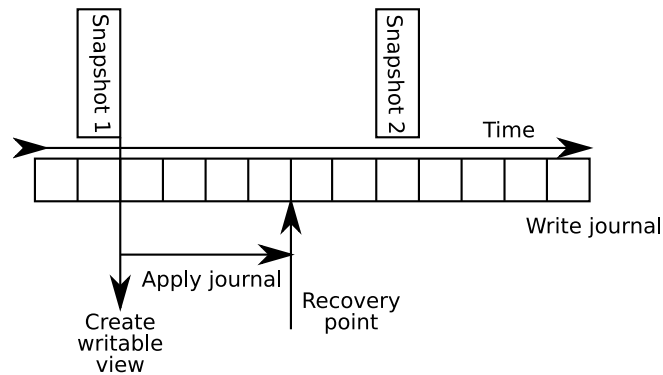 Snapshot 1
Snapshot 2
Time
Write journal
Apply journal
Recovery
point
Create
writable
view